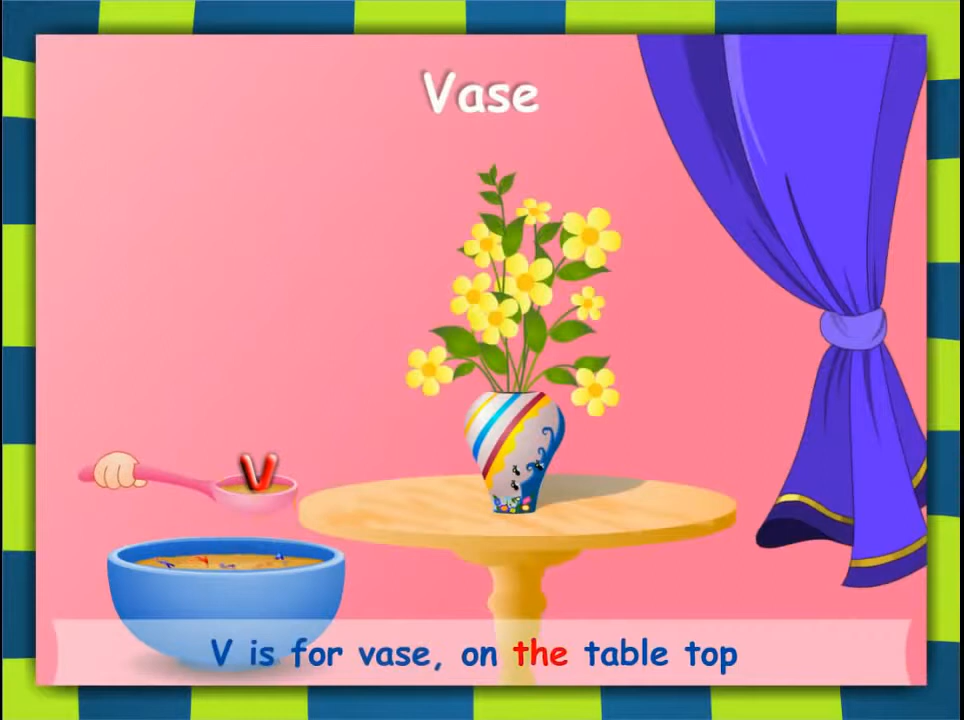 Vase
V
V is for vase, on the table top